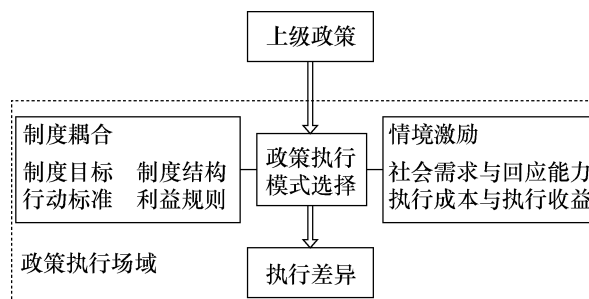 上级政策
制度耦合
制度目标 制度结构
行动标准 利益规则
政策执行
模式选择
情境激励
社会需求与回应能力
执行成本与执行收益
政策执行场域
执行差异